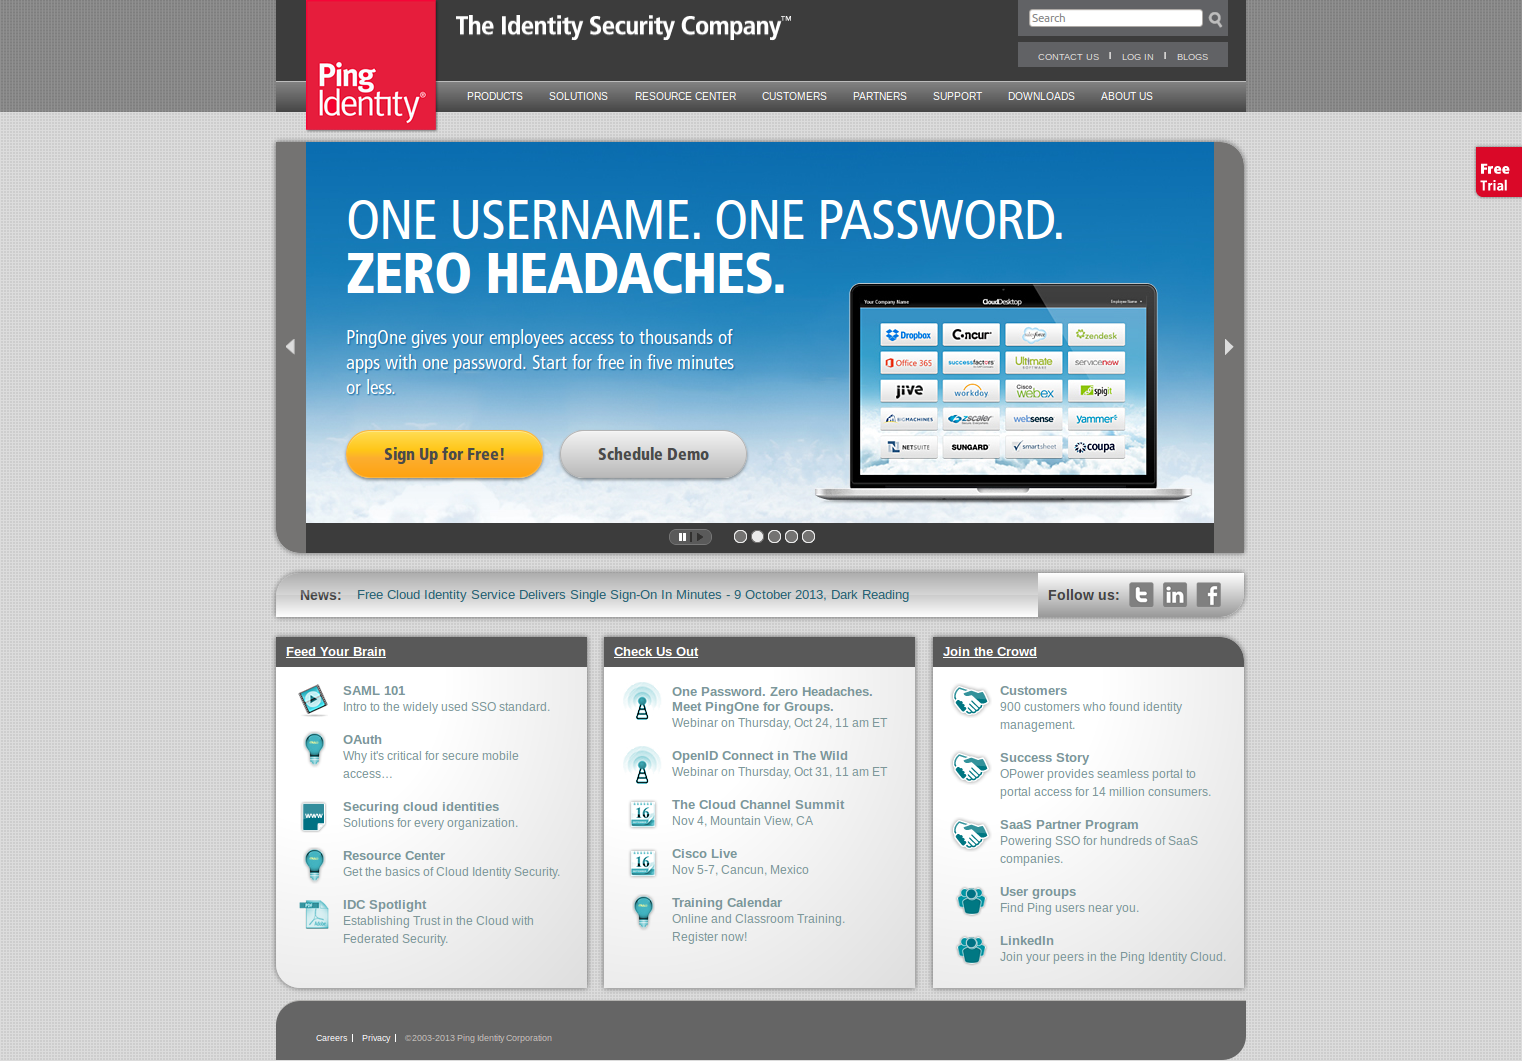 The Identity Security Company™
Search
CONTACT US
LOG IN
BLOGS
Ping
Identity®
PRODUCTS
SOLUTIONS
RESOURCE CENTER
CUSTOMERS
PARTNERS
SUPPORT
DOWNLOADS
ABOUT US
Free
Trial
ONE USERNAME. ONE PASSWORD.
ZERO HEADACHES.
PingOne gives your employees access to thousands of
apps with one password. Start for free in five minutes
or less.
Sign Up for Free!
Schedule Demo
Your Company Name
CloudDesktop
Employee Name
Dropbox
Concur
salesforce
zendesk
Office 365
successfactors
Ultimate
SOFTWARE
servicenow
jive
workday
Cisco
webex
spigit
BIGMACHINES
zscaler
websense
yammer
NETSUITE
SUNGARD
smartsheet
coupa
News:
Free Cloud Identity Service Delivers Single Sign-On In Minutes - 9 October 2013, Dark Reading
Follow us:
Feed Your Brain
SAML 101
Intro to the widely used SSO standard.
OAuth
Why it's critical for secure mobile
access…
www
Securing cloud identities
Solutions for every organization.
Resource Center
Get the basics of Cloud Identity Security.
IDC Spotlight
Establishing Trust in the Cloud with
Federated Security.
Check Us Out
One Password. Zero Headaches.
Meet PingOne for Groups.
Webinar on Thursday, Oct 24, 11 am ET
OpenID Connect in The Wild
Webinar on Thursday, Oct 31, 11 am ET
16
The Cloud Channel Summit
Nov 4, Mountain View, CA
16
Cisco Live
Nov 5-7, Cancun, Mexico
Training Calendar
Online and Classroom Training.
Register now!
Join the Crowd
Customers
900 customers who found identity
management.
Success Story
OPower provides seamless portal to
portal access for 14 million consumers.
SaaS Partner Program
Powering SSO for hundreds of SaaS
companies.
User groups
Find Ping users near you.
LinkedIn
Join your peers in the Ping Identity Cloud.
Careers
Privacy
©2003-2013 Ping Identity Corporation